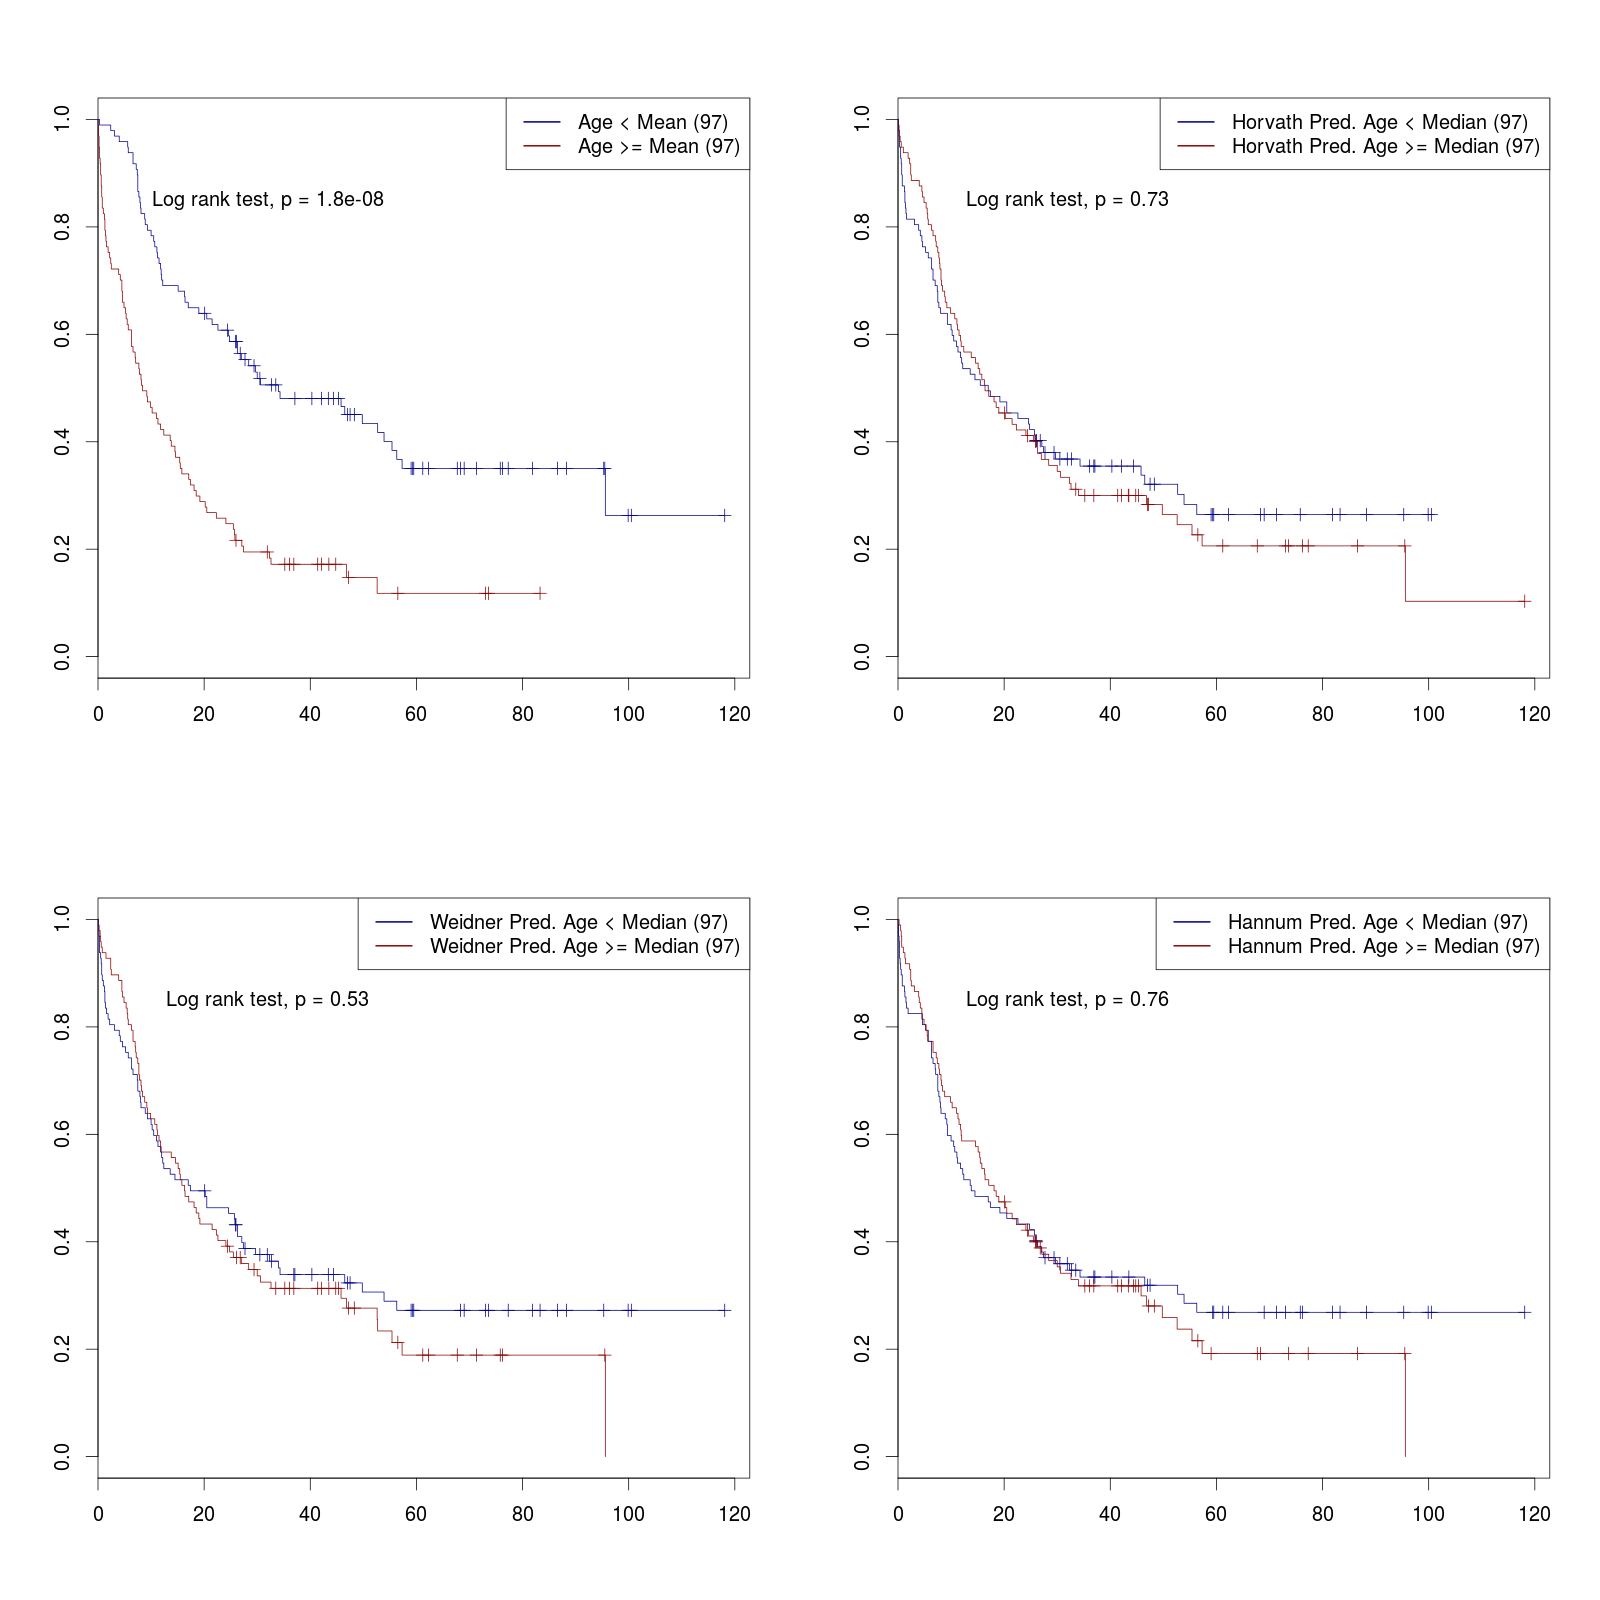 Age < Mean (97)
Age >= Mean (97)
Log rank test, p = 1.8e-08
1.0
0.8
0.6
0.4
0.2
0.0
0 20 40 60 80 100 120
Horvath Pred. Age < Median (97)
Horvath Pred. Age >= Median (97)
Log rank test, p = 0.73
1.0
0.8
0.6
0.4
0.2
0.0
0 20 40 60 80 100 120
Weidner Pred. Age < Median (97)
Weidner Pred. Age >= Median (97)
Log rank test, p = 0.53
1.0
0.8
0.6
0.4
0.2
0.0
0 20 40 60 80 100 120
Hannum Pred. Age < Median (97)
Hannum Pred. Age >= Median (97)
Log rank test, p = 0.76
1.0
0.8
0.6
0.4
0.2
0.0
0 20 40 60 80 100 120